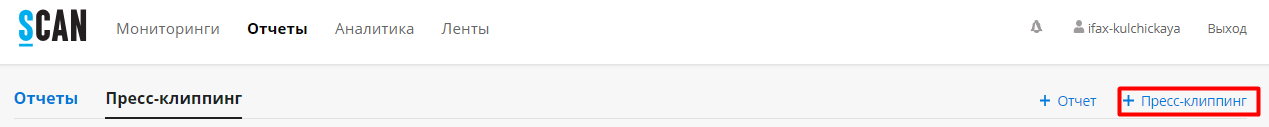 SCAN Мониторинги Отчеты Аналитика Ленты ifax-kulchickaya Выход
Отчеты Пресс-клиппинг + Отчет + Пресс-клиппинг